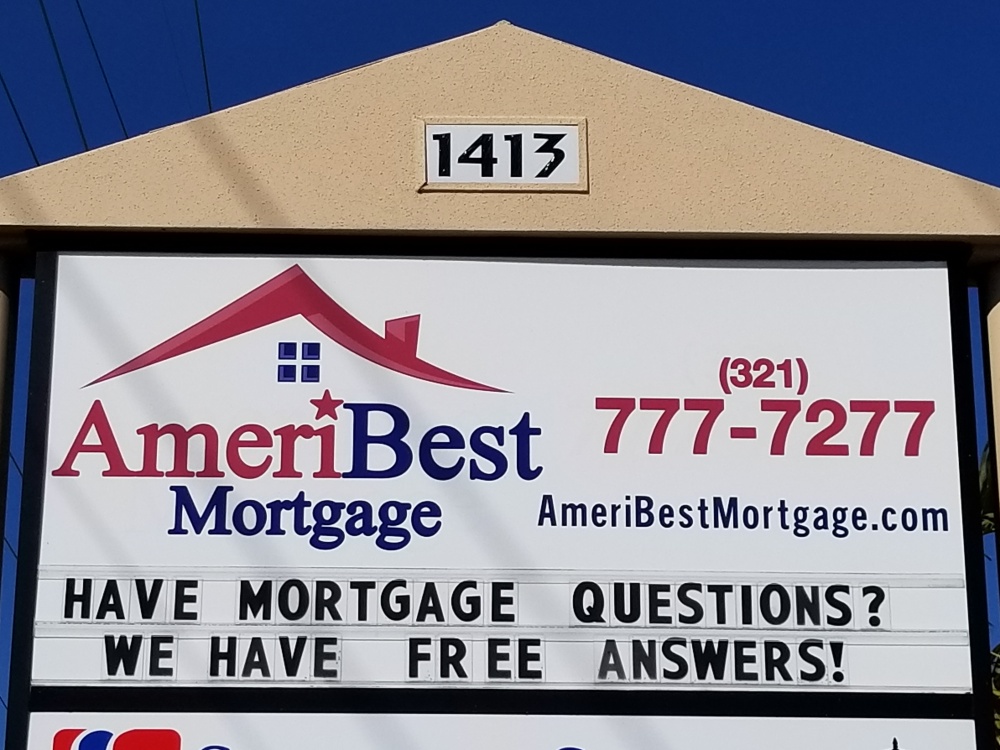 1413
AmeriBest
Mortgage
(321)
777-7277
AmeriBestMortgage.com
HAVE MORTGAGE QUESTIONS?
WE HAVE FREE ANSWERS!